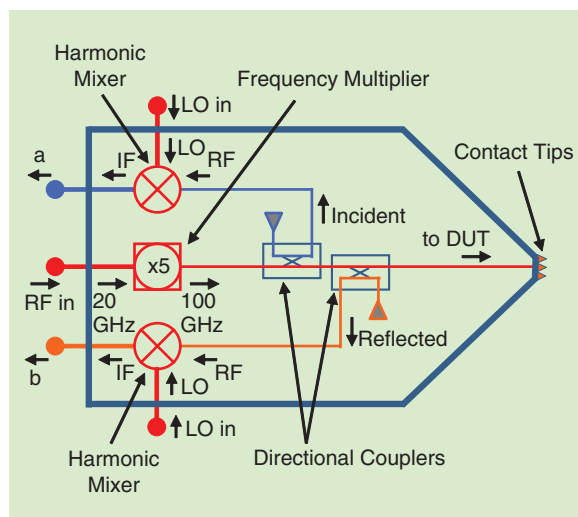 Harmonic
Mixer
Frequency Multiplier
LO in
Contact Tips
a
IF
LO
RF
Incident
to DUT
x5
RF in
20
GHz
100
GHz
Reflected
b
IF
RF
LO
LO in
Harmonic
Mixer
Directional Couplers